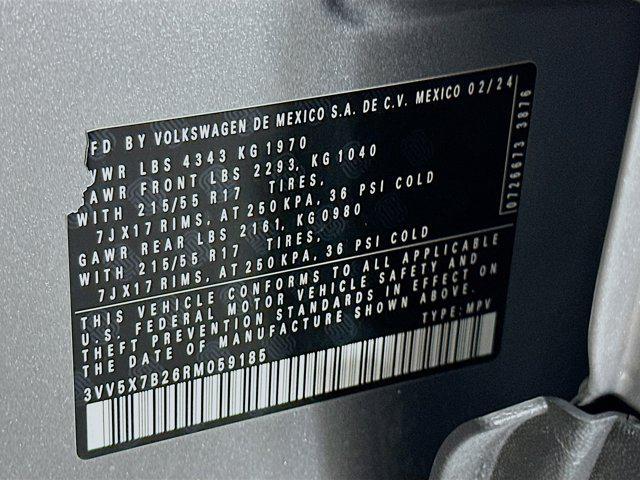 FD BY VOLKSWAGEN DE MEXICO S.A. DE C.V. MEXICO 02/24
VWR LBS 4343 KG 1970
AWR FRONT LBS 2293, KG 1040
WITH 215/55 R17 TIRES,
7JX17 RIMS, AT 250 KPA, 36 PSI COLD
GAWR REAR LBS 2161, KG0980
WITH 215/55 R17 TIRES,
7JX17 RIMS, AT 250 KPA, 36 PSI COLD
THIS VEHICLE CONFORMS TO ALL APPLICABLE
U.S. FEDERAL MOTOR VEHICLE SAFETY AND
THEFT PREVENTION STANDARDS IN EFFECT ON
THE DATE OF MANUFACTURE SHOWN ABOVE.
TYPE: MPV
3VV5X7B26RM059185
0726673 3876